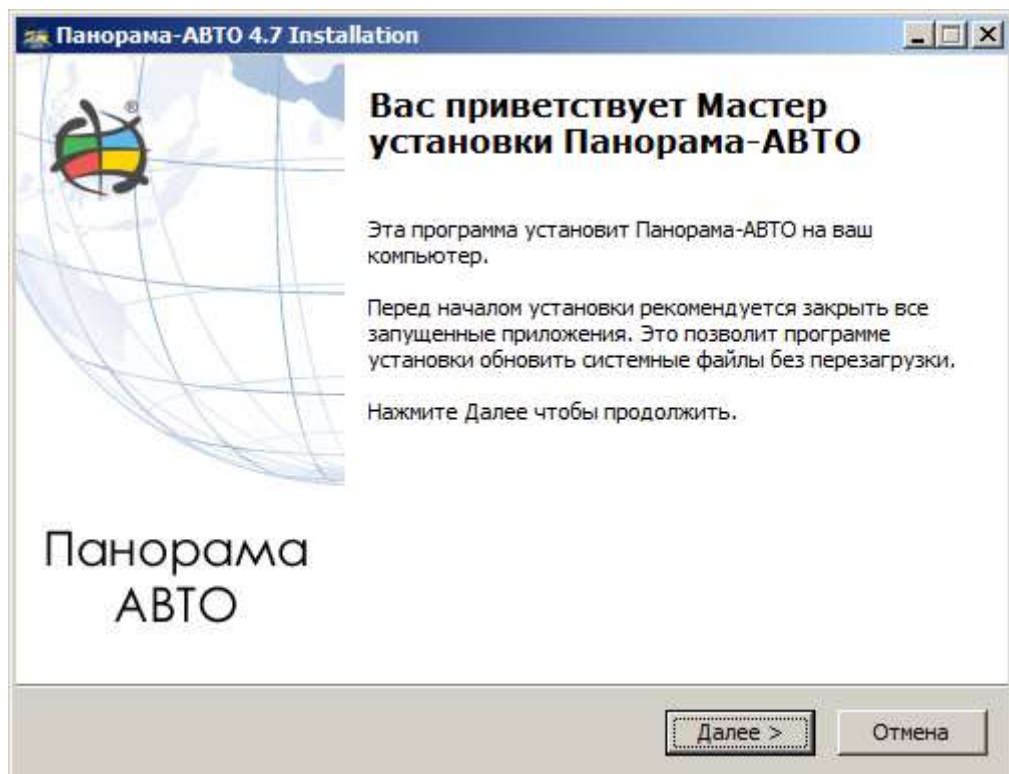 Панорама-АВТО 4.7 Installation
®
Вас приветствует Мастер
установки Панорама-АВТО
Эта программа установит Панорама-АВТО на ваш
компьютер.
Перед началом установки рекомендуется закрыть все
запущенные приложения. Это позволит программе
установки обновить системные файлы без перезагрузки.
Нажмите Далее чтобы продолжить.
Панорама
АВТО
Далее >
Отмена